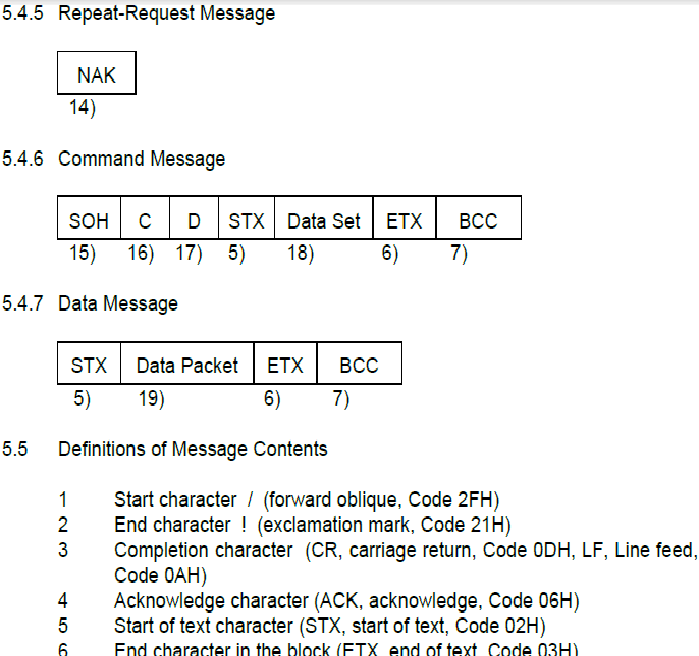 5.4.5 Repeat-Request Message
NAK
14)
5.4.6 Command Message
SOH C D STX Data Set ETX BCC
15) 16) 17) 5) 18) 6) 7)
5.4.7 Data Message
STX Data Packet ETX BCC
5) 19) 6) 7)
5.5 Definitions of Message Contents
1 Start character / (forward oblique, Code 2FH)
2 End character ! (exclamation mark, Code 21H)
3 Completion character (CR, carriage return, Code 0DH, LF, Line feed,
Code 0AH)
4 Acknowledge character (ACK, acknowledge, Code 06H)
5 Start of text character (STX, start of text, Code 02H)
6 End character in the block (ETX, end of text, Code 03H)